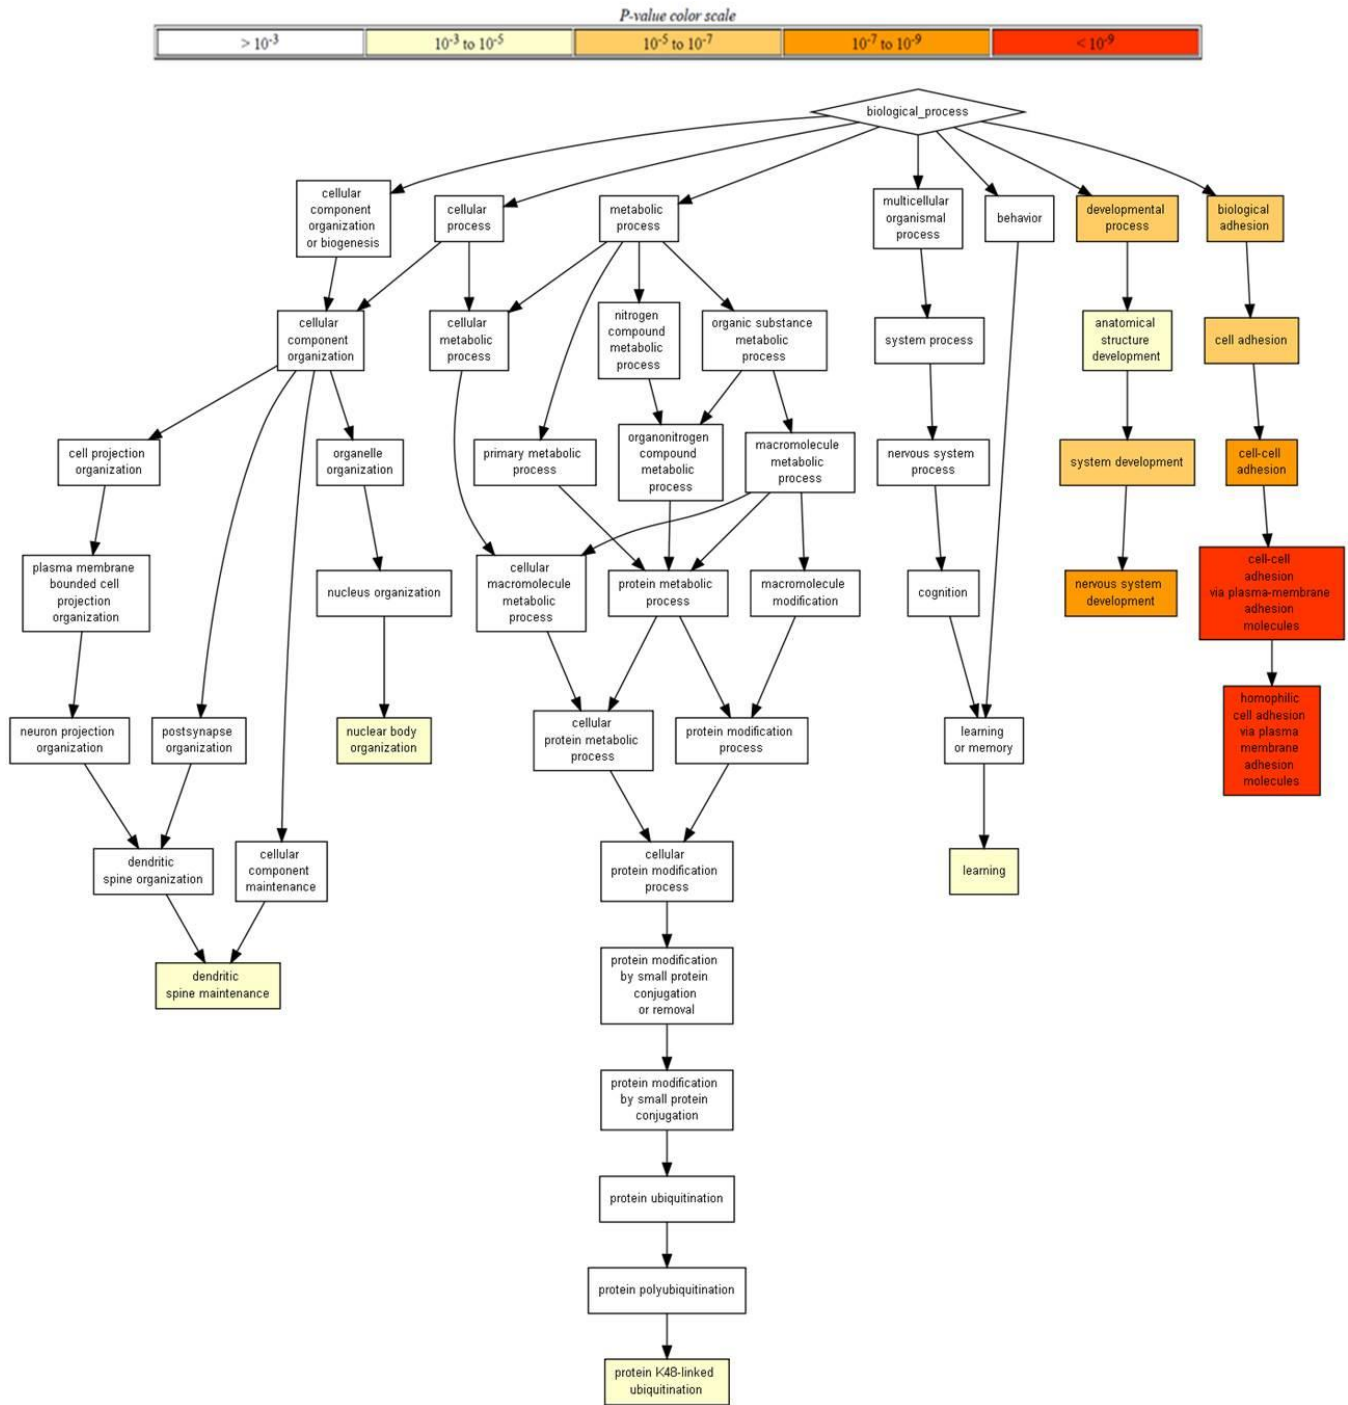 P-value color scale
> 10⁻³
10⁻³ to 10⁻⁵
10⁻⁵ to 10⁻⁷
10⁻⁷ to 10⁻⁹
< 10⁻⁹
biological_process
cellular
component
organization
or biogenesis
cellular
process
metabolic
process
multicellular
organismal
process
behavior
developmental
process
biological
adhesion
cellular
component
organization
cellular
metabolic
process
nitrogen
compound
metabolic
process
organic substance
metabolic
process
system process
anatomical
structure
development
cell adhesion
cell projection
organization
organelle
organization
primary metabolic
process
organonitrogen
compound
metabolic
process
macromolecule
metabolic
process
nervous system
process
system development
cell-cell
adhesion
plasma membrane
bounded cell
projection
organization
nucleus organization
cellular
macromolecule
metabolic
process
protein metabolic
process
macromolecule
modification
cognition
nervous system
development
cell-cell
adhesion
via plasma-membrane
adhesion
molecules
neuron projection
organization
postsynapse
organization
nuclear body
organization
cellular
protein metabolic
process
protein modification
process
learning
or memory
homophilic
cell adhesion
via plasma
membrane
adhesion
molecules
dendritic
spine organization
cellular
component
maintenance
cellular
protein modification
process
learning
dendritic
spine maintenance
protein modification
by small protein
conjugation
or removal
protein modification
by small protein
conjugation
protein ubiquitination
protein polyubiquitination
protein K48-linked
ubiquitination